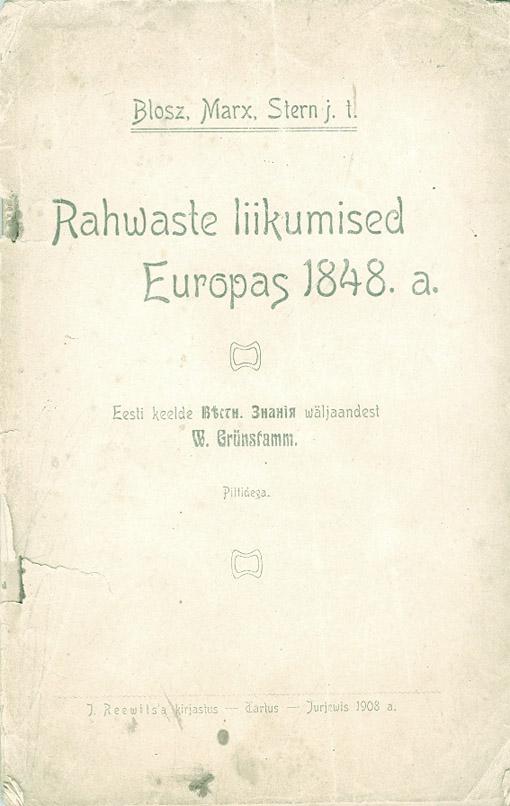 Blosz, Marx, Stern j. t.
Rahwaste liikumised
Europas 1848. a.
Eesti keelde Вѣстн. Знанія wäljaandest
W. Grünstamm.
Piltidega.
J. Reewits'a kirjastus — Tartus — Jurjewis 1908 a.